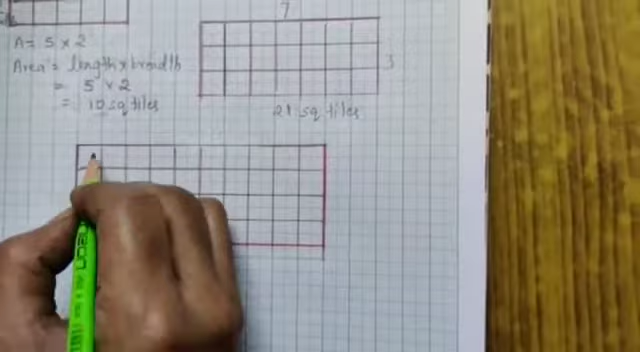 A = 5 × 2
Area = length × breadth
= 5 × 2
= 10 sq tiles
7
3
21 sq tiles